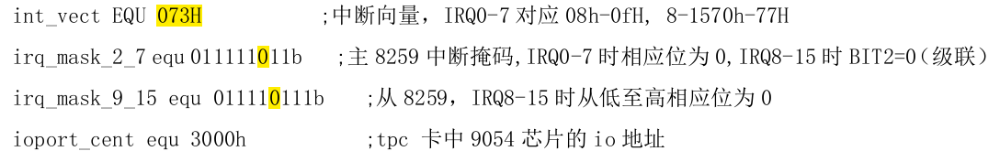 int_vect EQU 073H ;中断向量，IRQ0-7 对应 08h-0fH, 8-1570h-77H
irq_mask_2_7 equ 011111011b ;主 8259 中断掩码,IRQ0-7 时相应位为 0,IRQ8-15 时 BIT2=0（级联）
irq_mask_9_15 equ 011110111b ;从 8259，IRQ8-15 时从低至高相应位为 0
ioport_cent equ 3000h ;tpc 卡中 9054 芯片的 io 地址